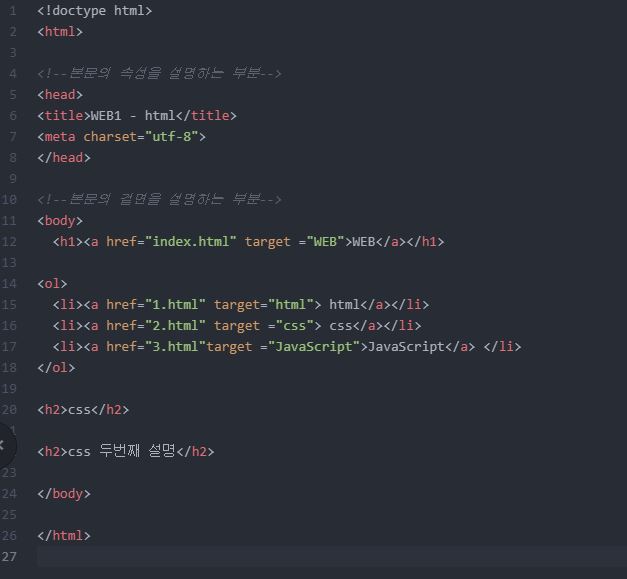 1 <!doctype html>
2 <html>
3
4 <!--본문의 속성을 설명하는 부분-->
5 <head>
6 <title>WEB1 - html</title>
7 <meta charset="utf-8">
8 </head>
9
10 <!--본문의 겉면을 설명하는 부분-->
11 <body>
12 <h1><a href="index.html" target ="WEB">WEB</a></h1>
13
14 <ol>
15 <li><a href="1.html" target="html"> html</a></li>
16 <li><a href="2.html" target ="css"> css</a></li>
17 <li><a href="3.html"target ="JavaScript">JavaScript</a> </li>
18 </ol>
19
20 <h2>css</h2>
<h2>css 두번째 설명</h2>
23
24 </body>
25
26 </html>
27